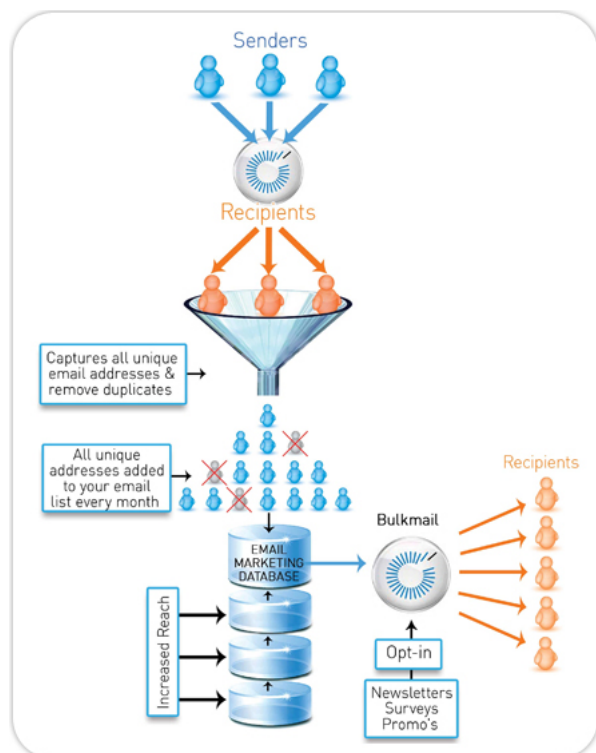 Senders
Recipients
Captures all unique
email addresses &
remove duplicates
All unique
addresses added
to your email
list every month
Recipients
Bulkmail
EMAIL
MARKETING
DATABASE
Increased Reach
Opt-in
Newsletters
Surveys
Promo's